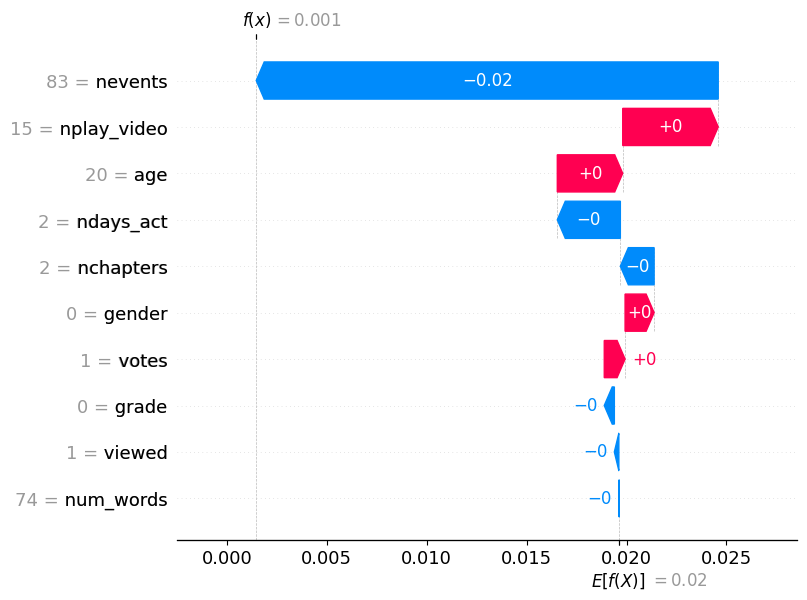 f(x) = 0.001
83 = nevents
−0.02
15 = nplay_video
+0
20 = age
+0
2 = ndays_act
−0
2 = nchapters
−0
0 = gender
+0
1 = votes
+0
0 = grade
−0
1 = viewed
−0
74 = num_words
−0
0.000 0.005 0.010 0.015 0.020 0.025
E[f(X)] = 0.02